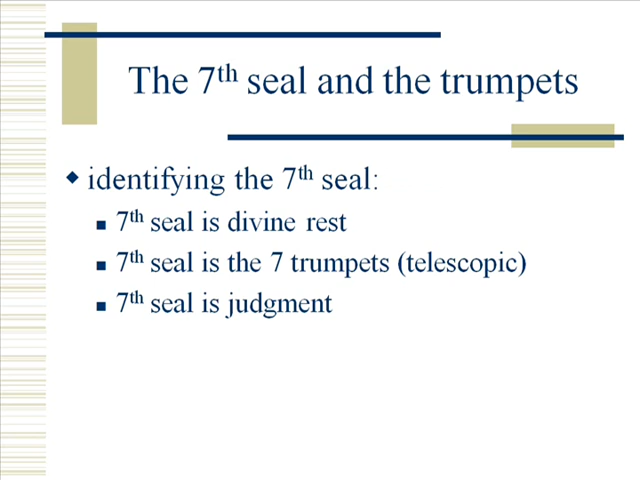 The 7th seal and the trumpets
identifying the 7th seal:
7th seal is divine rest
7th seal is the 7 trumpets (telescopic)
7th seal is judgment